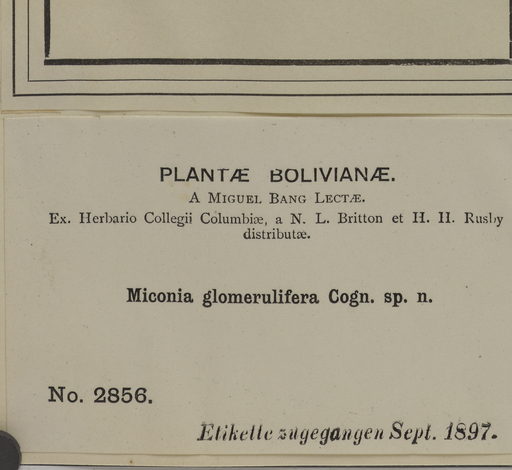 PLANTÆ BOLIVIANÆ.
A MIGUEL BANG LECTÆ.
Ex. Herbario Collegii Columbiæ, a N. L. Britton et H. H. Rusby
distributæ.
Miconia glomerulifera Cogn. sp. n.
No. 2856.
Etikette zugegangen Sept. 1897.